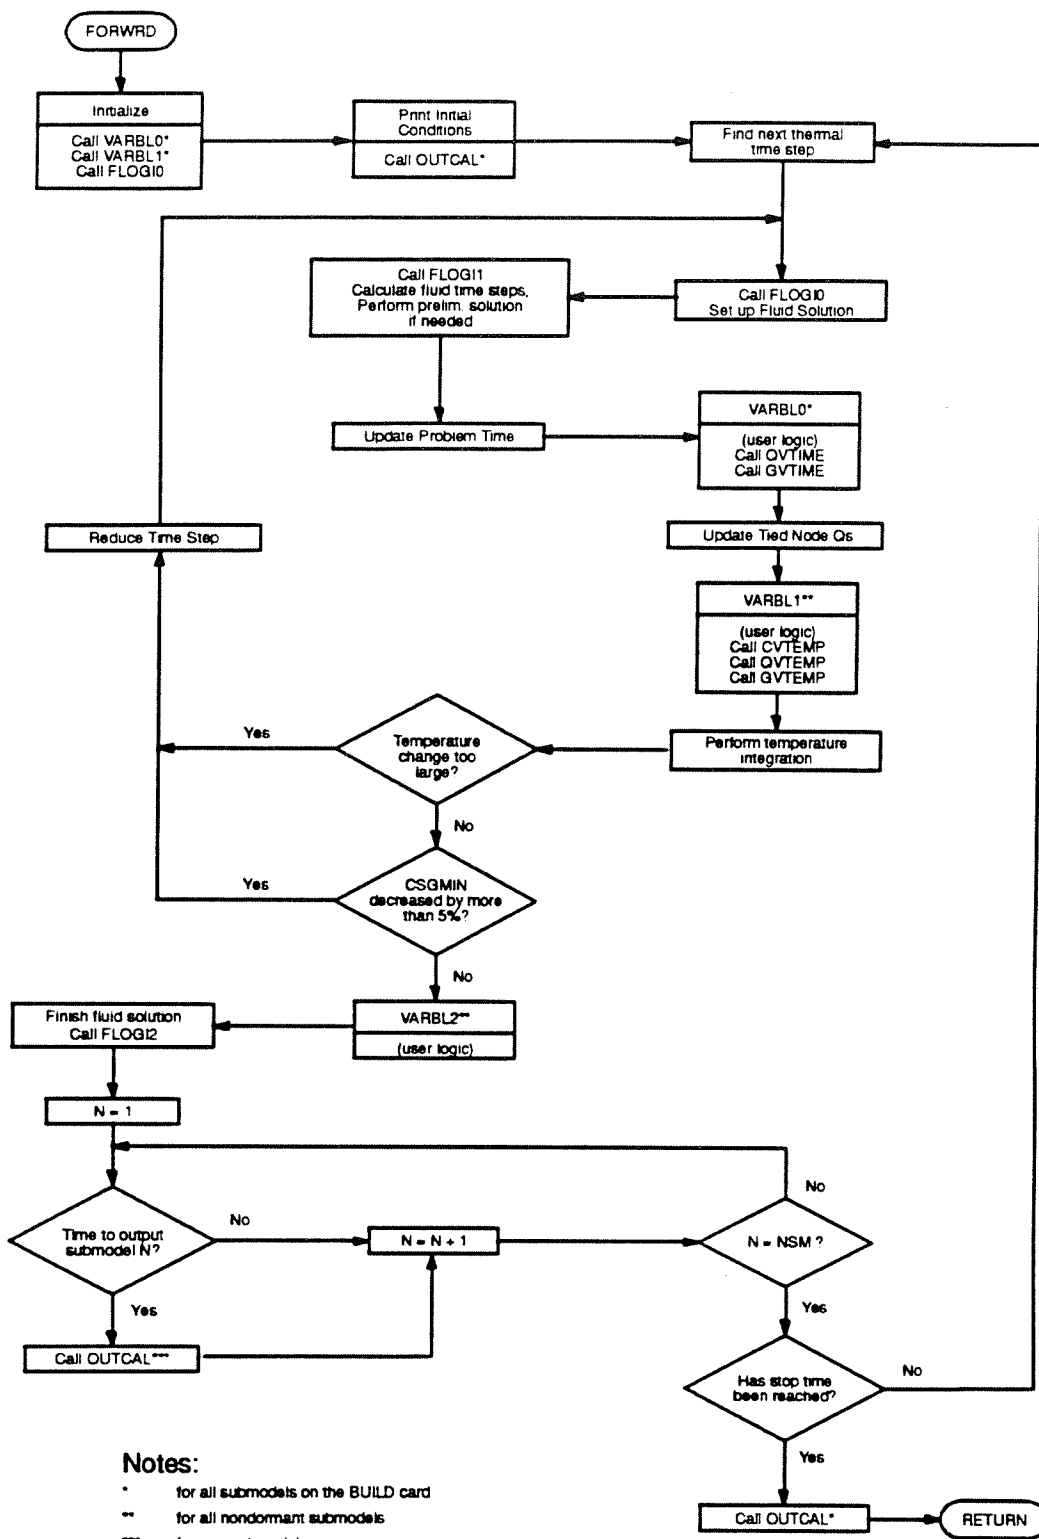 FORWRD
Initialize
Call VARBL0*
Call VARBL1*
Call FLOGI0
Print Initial
Conditions
Call OUTCAL*
Find next thermal
time step
Call FLOGI1
Calculate fluid time steps,
Perform prelim. solution
if needed
Call FLOGI0
Set up Fluid Solution
Update Problem Time
VARBL0*
(user logic)
Call QVTIME
Call GVTIME
Reduce Time Step
Update Tied Node Qs
VARBL1**
(user logic)
Call CVTEMP
Call QVTEMP
Call GVTEMP
Yes
Temperature
change too
large?
Perform temperature
integration
No
Yes
CSGMIN
decreased by more
than 5%?
No
Finish fluid solution
Call FLOGI2
VARBL2**
(user logic)
N = 1
No
Time to output
submodel N?
No
N = N + 1
N = NSM ?
Yes
Yes
Call OUTCAL***
Has stop time
been reached?
No
Yes
Notes:
* for all submodels on the BUILD card
** for all nondormant submodels
***
Call OUTCAL*
RETURN